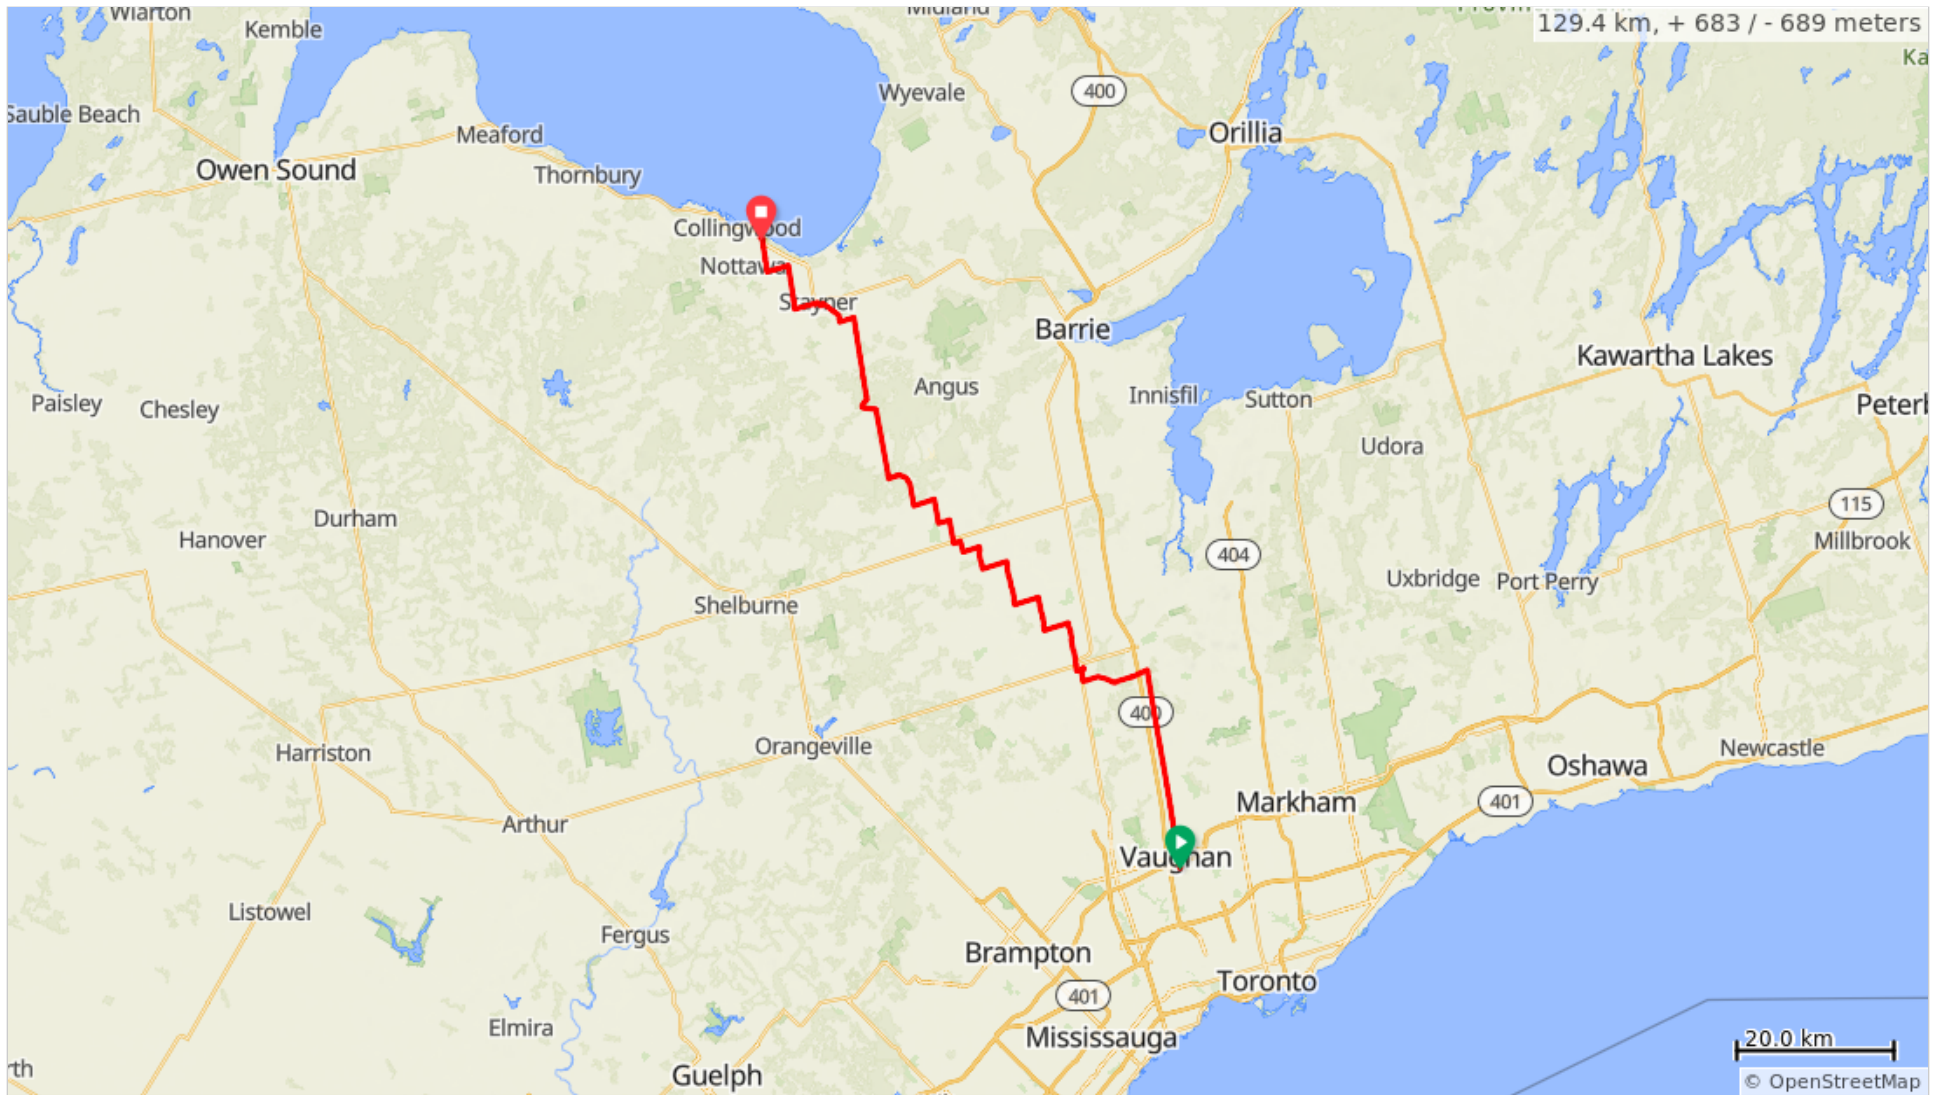 Wiarton
Midland
129.4 km, + 683 / - 689 meters
Kemble
Ka
Wyevale
400
Sauble Beach
Meaford
Orillia
Owen Sound
Thornbury
Collingwood
Nottawa
Stayner
Barrie
Kawartha Lakes
Angus
Innisfil
Sutton
Paisley
Chesley
Peterb
Udora
115
Durham
Hanover
404
Millbrook
Uxbridge
Port Perry
Shelburne
400
Orangeville
Harriston
Newcastle
Oshawa
Markham
401
Arthur
Vaughan
Listowel
Fergus
Brampton
Toronto
401
Elmira
Mississauga
20.0 km
rth
Guelph
© OpenStreetMap